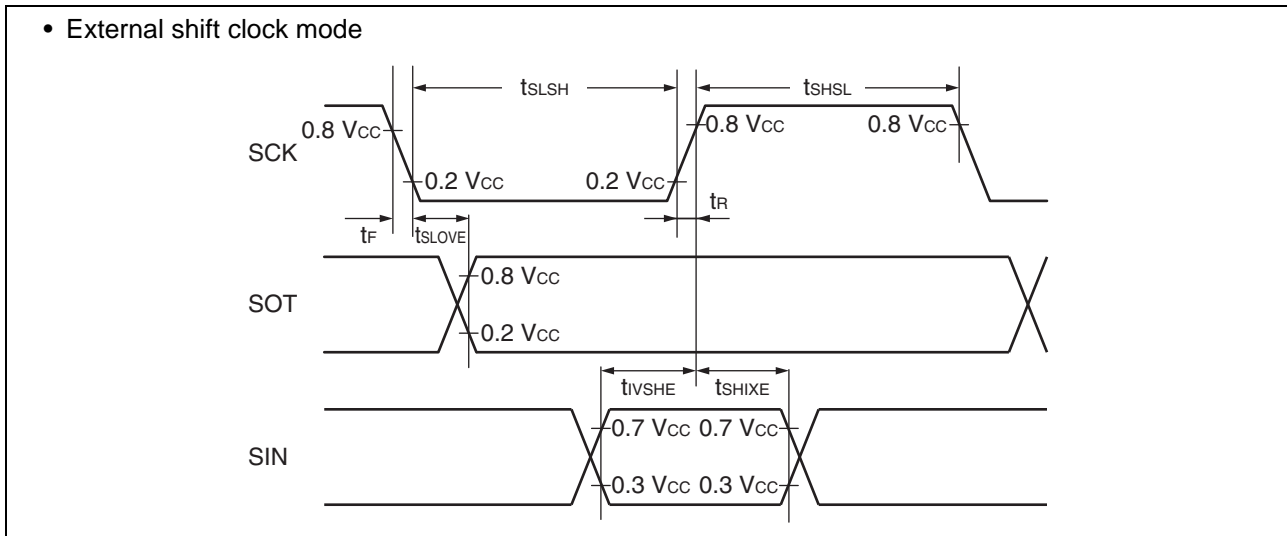 • External shift clock mode
tSLSH
tSHSL
0.8 VCC
0.8 VCC
0.8 VCC
SCK
0.2 VCC
0.2 VCC
tR
tF
tSLOVE
0.8 VCC
SOT
0.2 VCC
tIVSHE
tSHIXE
0.7 VCC
0.7 VCC
SIN
0.3 VCC
0.3 VCC